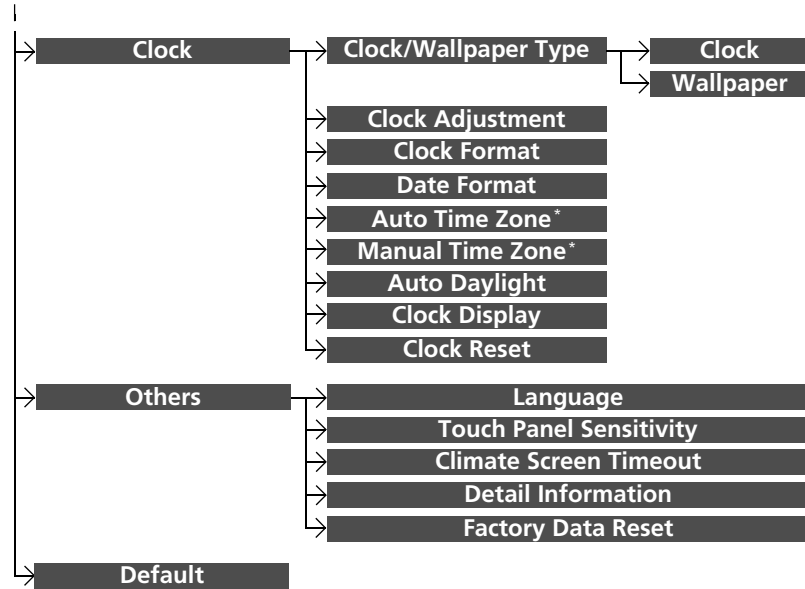 Clock
Clock/Wallpaper Type
Clock
Wallpaper
Clock Adjustment
Clock Format
Date Format
Auto Time Zone*
Manual Time Zone*
Auto Daylight
Clock Display
Clock Reset
Others
Language
Touch Panel Sensitivity
Climate Screen Timeout
Detail Information
Factory Data Reset
Default